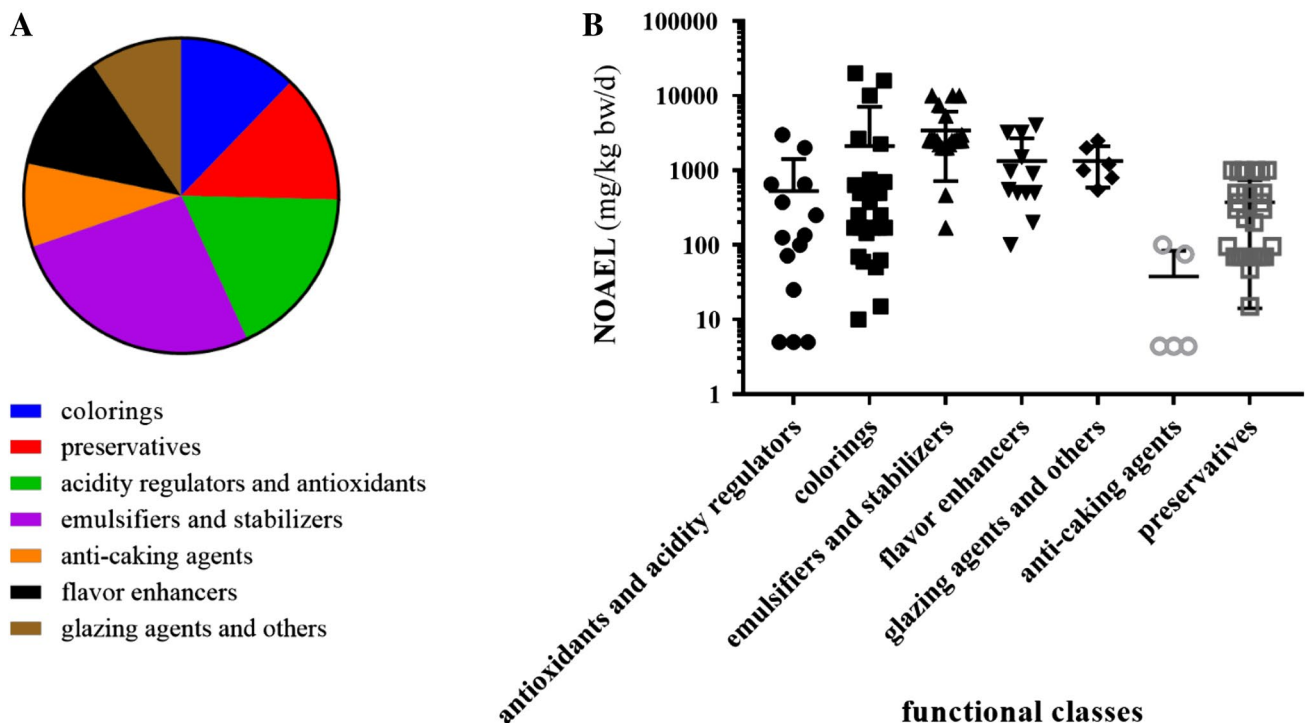 A
colorings
preservatives
acidity regulators and antioxidants
emulsifiers and stabilizers
anti-caking agents
flavor enhancers
glazing agents and others
B
NOAEL (mg/kg bw/d)
100000
10000
1000
100
10
1
antioxidants and acidity regulators
colorings
emulsifiers and stabilizers
flavor enhancers
glazing agents and others
anti-caking agents
preservatives
functional classes